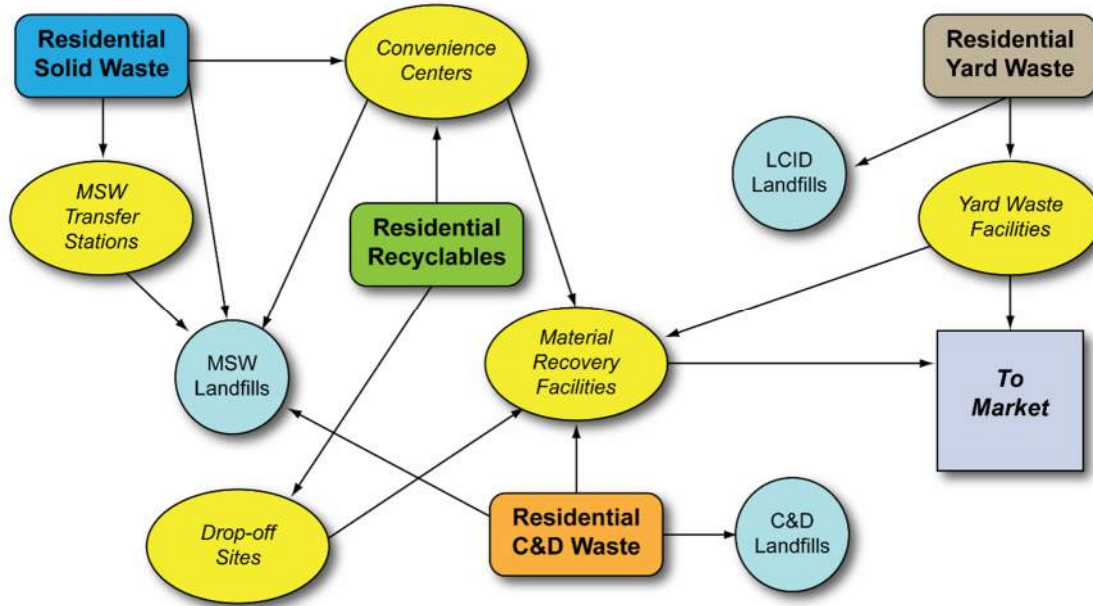 Residential
Solid Waste
Convenience
Centers
Residential
Yard Waste
MSW
Transfer
Stations
LCID
Landfills
Yard Waste
Facilities
Residential
Recyclables
MSW
Landfills
Material
Recovery
Facilities
To
Market
Drop-off
Sites
Residential
C&D Waste
C&D
Landfills